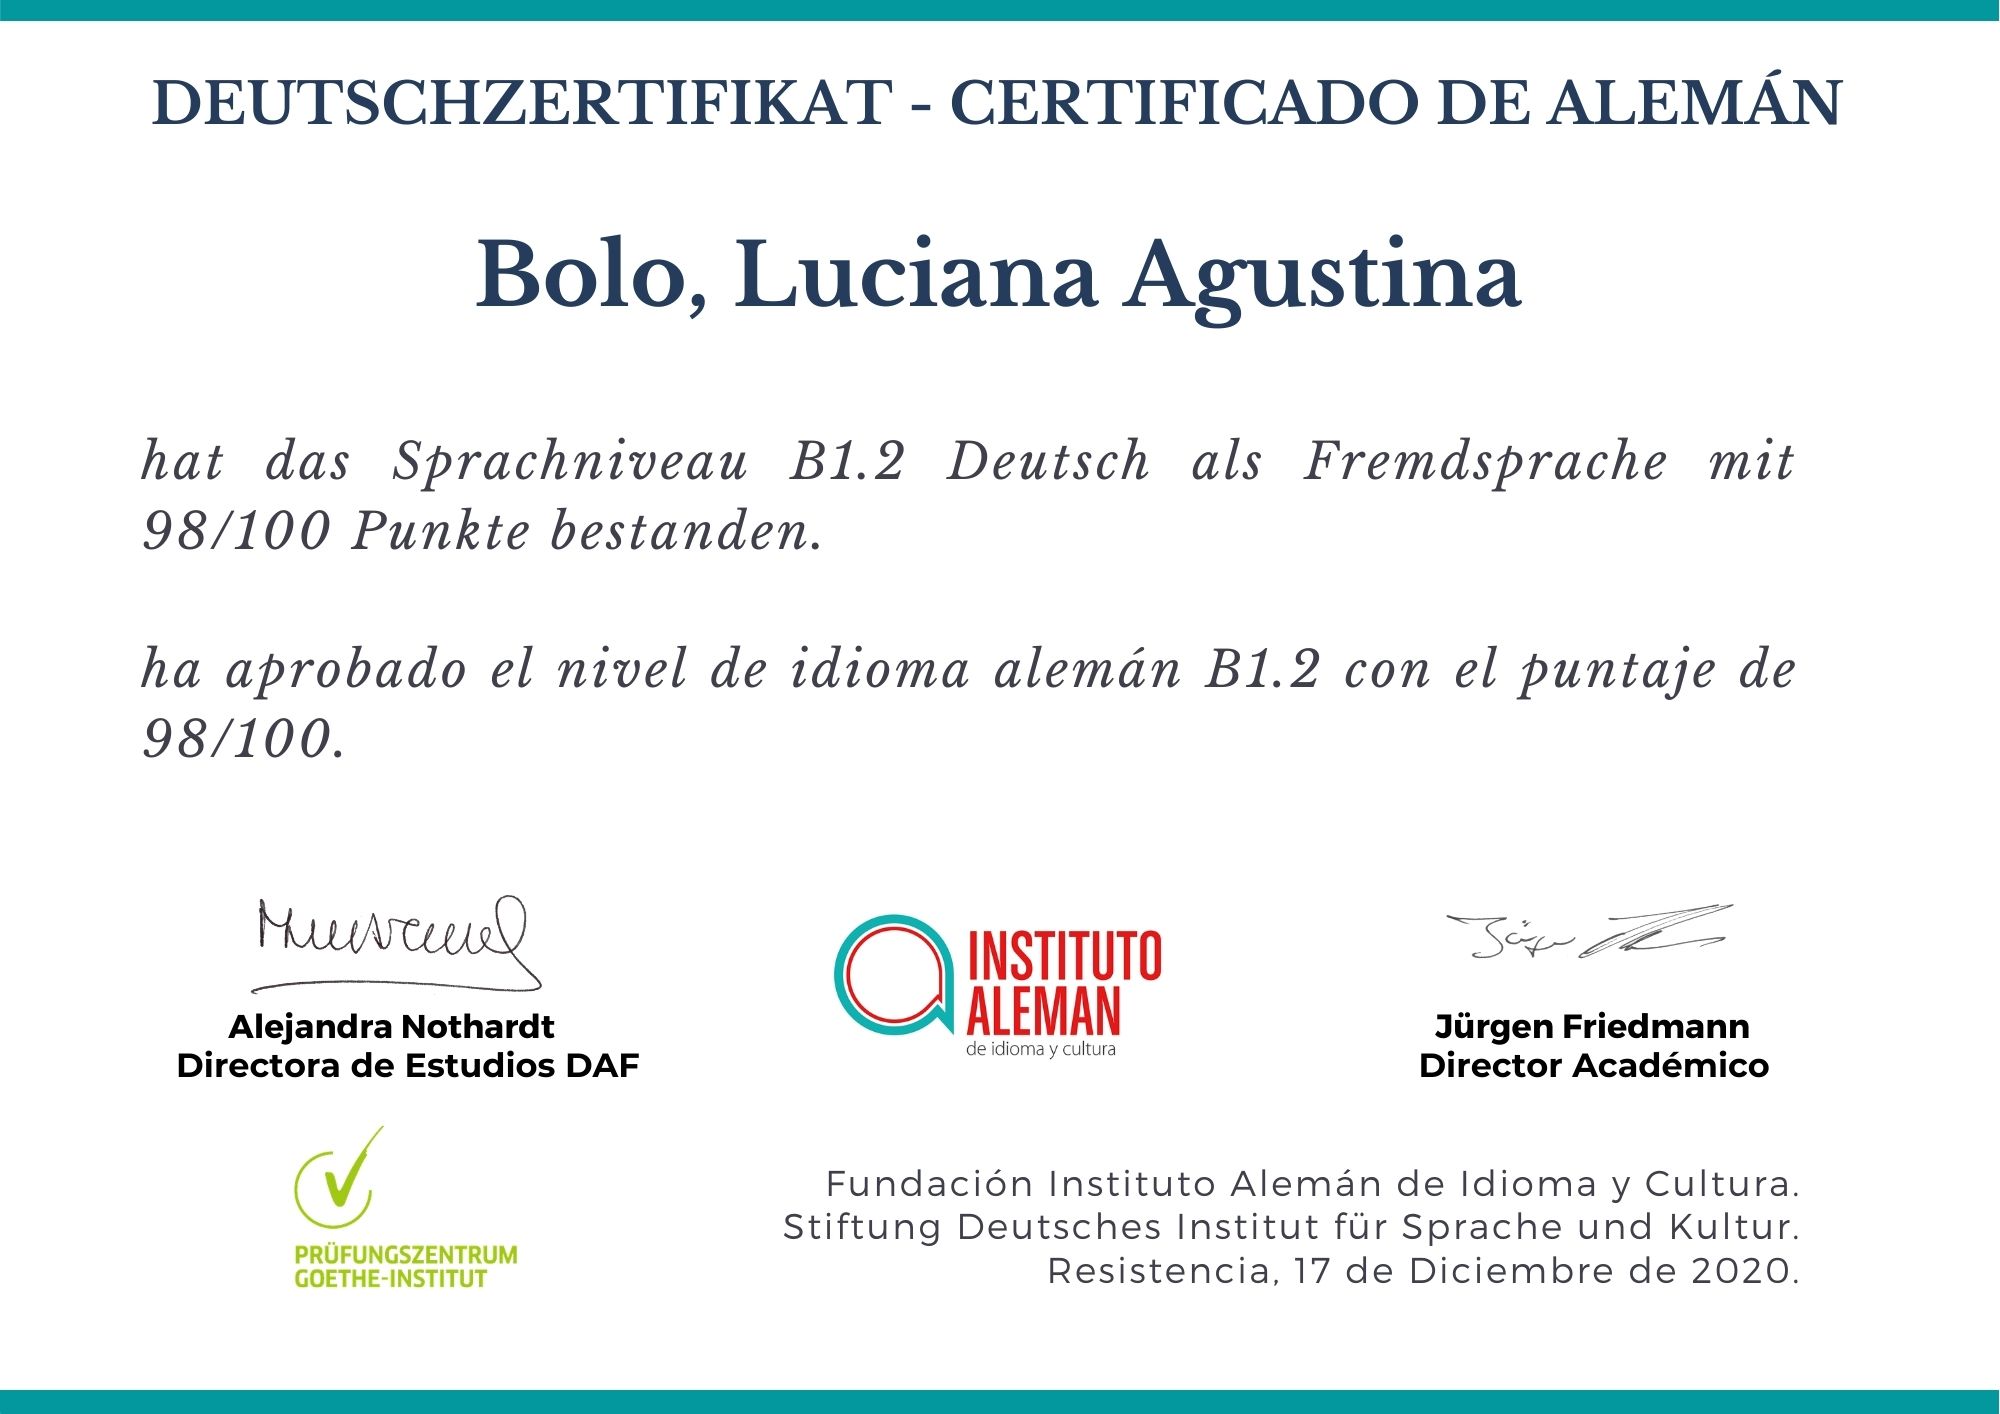 DEUTSCHZERTIFIKAT - CERTIFICADO DE ALEMÁN
Bolo, Luciana Agustina
hat das Sprachniveau B1.2 Deutsch als Fremdsprache mit
98/100 Punkte bestanden.
ha aprobado el nivel de idioma alemán B1.2 con el puntaje de
98/100.
Alejandra Nothardt
Directora de Estudios DAF
INSTITUTO
ALEMAN
de idioma y cultura
Jürgen Friedmann
Director Académico
PRÜFUNGSZENTRUM
GOETHE-INSTITUT
Fundación Instituto Alemán de Idioma y Cultura.
Stiftung Deutsches Institut für Sprache und Kultur.
Resistencia, 17 de Diciembre de 2020.